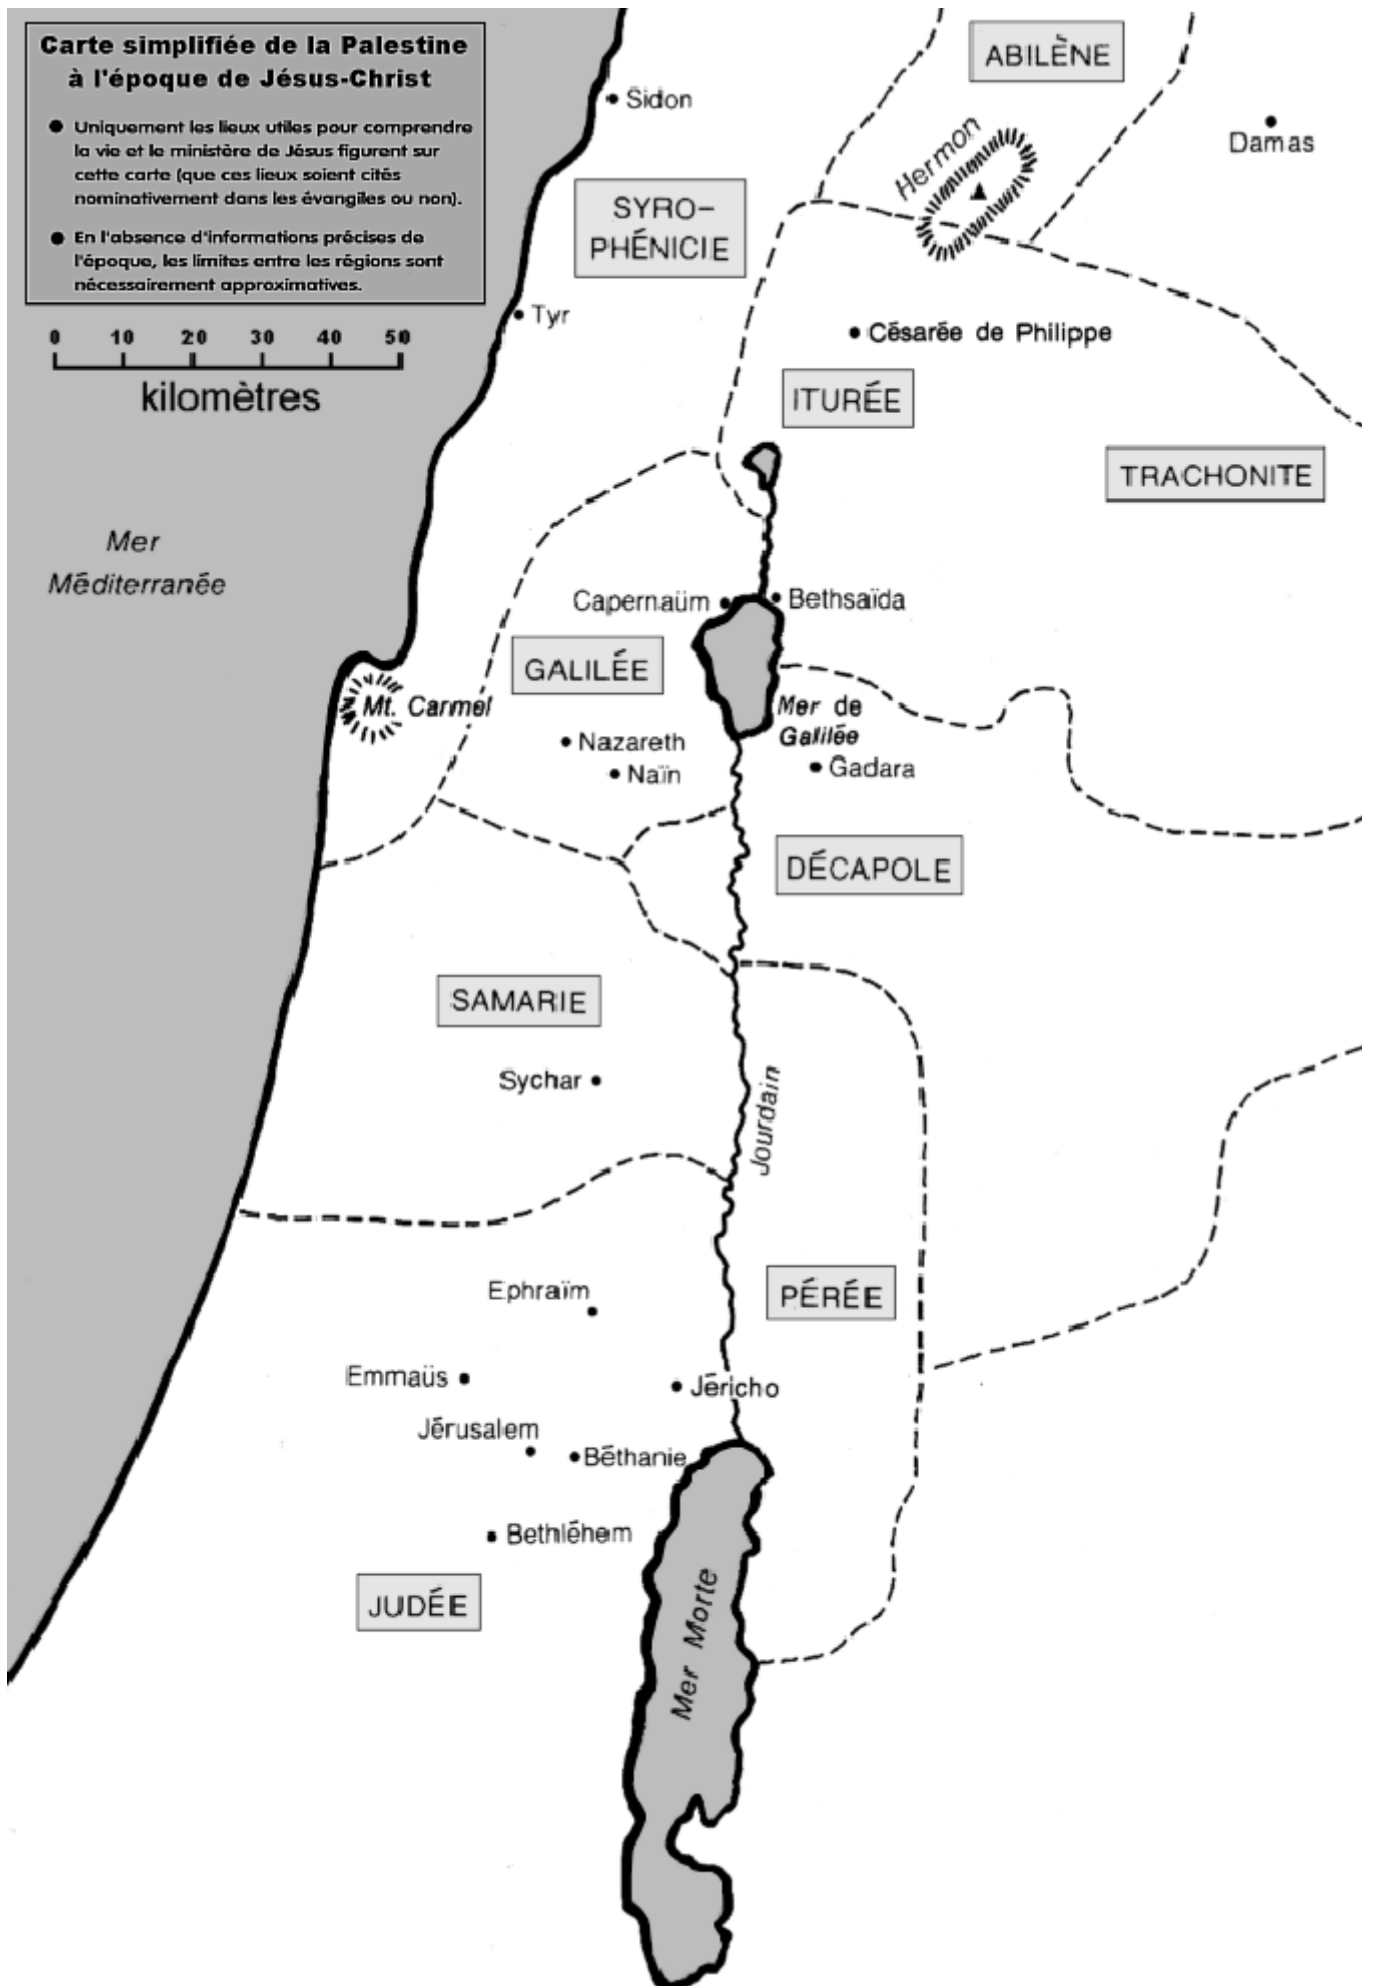 Carte simplifiée de la Palestine
à l'époque de Jésus-Christ
● Uniquement les lieux utiles pour comprendre
la vie et le ministère de Jésus figurent sur
cette carte (que ces lieux soient cités
nominativement dans les évangiles ou non).
● En l'absence d'informations précises de
l'époque, les limites entre les régions sont
nécessairement approximatives.
0 10 20 30 40 50
kilomètres
ABILÈNE
Sidon
Damas
Hermon
SYRO-
PHÉNICIE
Tyr
Césarée de Philippe
ITURÉE
TRACHONITE
Mer
Méditerranée
Capernaüm
Bethsaïda
GALILÉE
Mt. Carmel
Mer de
Galilée
Nazareth
Naïn
Gadara
DÉCAPOLE
SAMARIE
Sychar
Jourdain
Ephraïm
PÉRÉE
Emmaüs
Jéricho
Jérusalem
Béthanie
Bethléhem
JUDÉE
Mer Morte